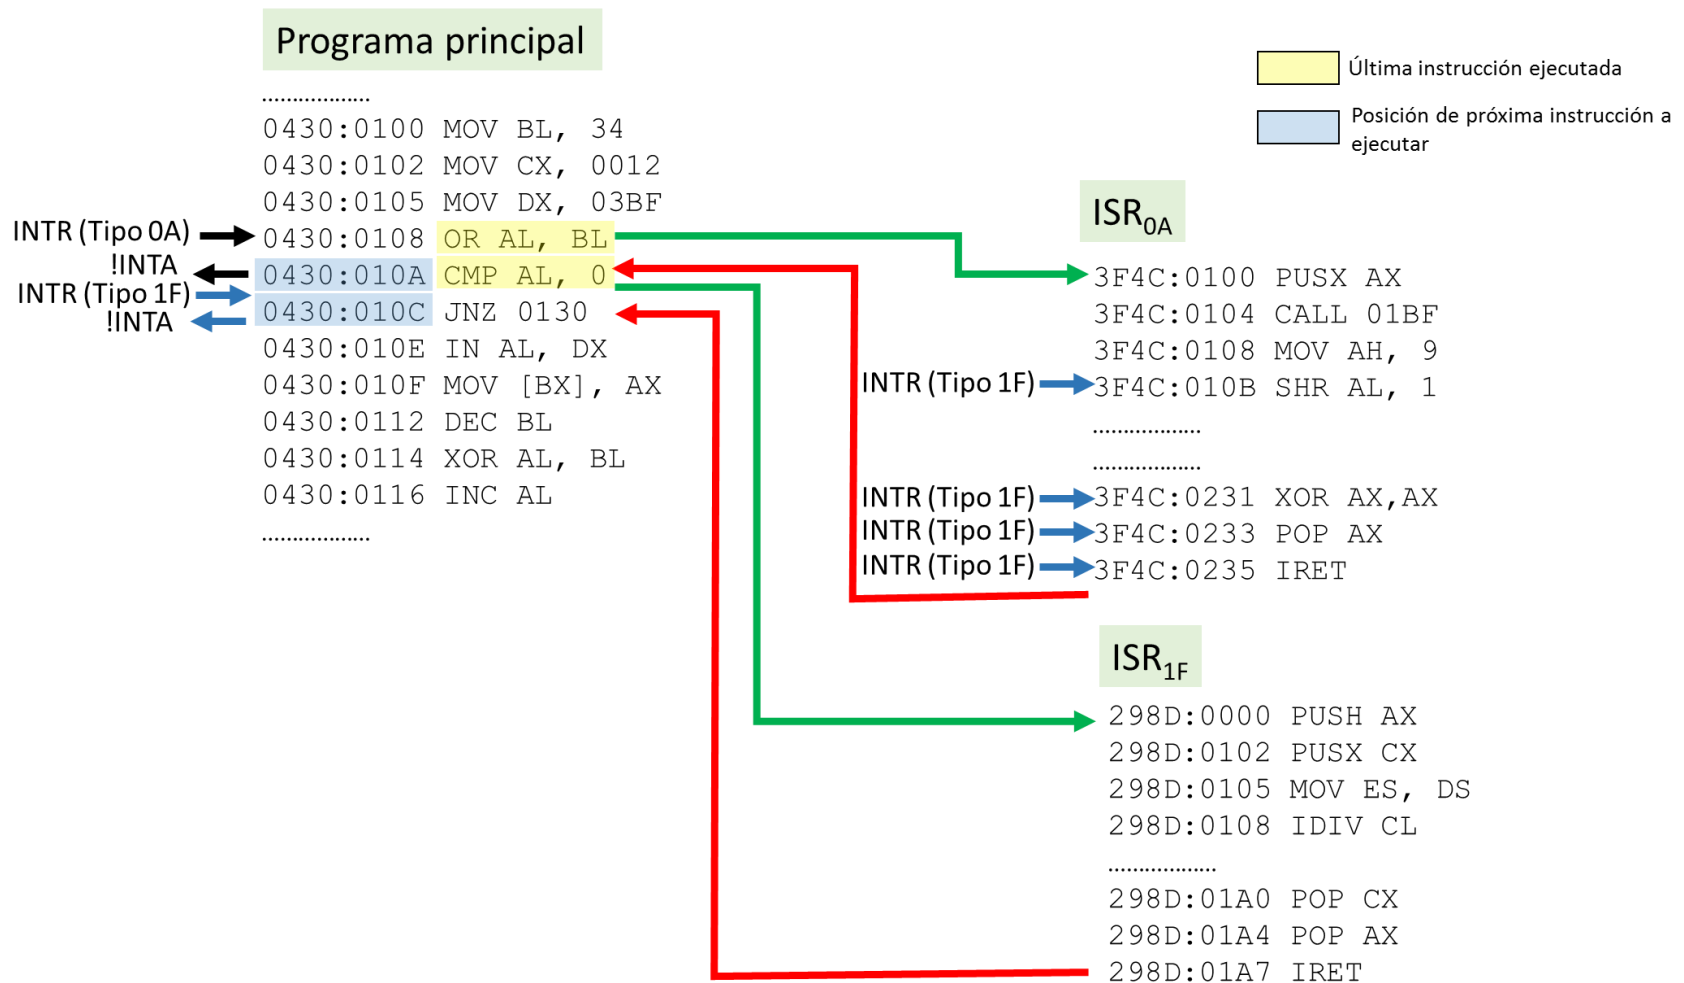 Programa principal
..................
0430:0100 MOV BL, 34
0430:0102 MOV CX, 0012
0430:0105 MOV DX, 03BF
INTR (Tipo 0A)
0430:0108 OR AL, BL
!INTA
0430:010A CMP AL, 0
INTR (Tipo 1F)
0430:010C JNZ 0130
!INTA
0430:010E IN AL, DX
0430:010F MOV [BX], AX
0430:0112 DEC BL
0430:0114 XOR AL, BL
0430:0116 INC AL
..................
Última instrucción ejecutada
Posición de próxima instrucción a
ejecutar
ISR0A
3F4C:0100 PUSX AX
3F4C:0104 CALL 01BF
3F4C:0108 MOV AH, 9
INTR (Tipo 1F)
3F4C:010B SHR AL, 1
..................
..................
INTR (Tipo 1F)
3F4C:0231 XOR AX,AX
INTR (Tipo 1F)
3F4C:0233 POP AX
INTR (Tipo 1F)
3F4C:0235 IRET
ISR1F
298D:0000 PUSH AX
298D:0102 PUSX CX
298D:0105 MOV ES, DS
298D:0108 IDIV CL
..................
298D:01A0 POP CX
298D:01A4 POP AX
298D:01A7 IRET